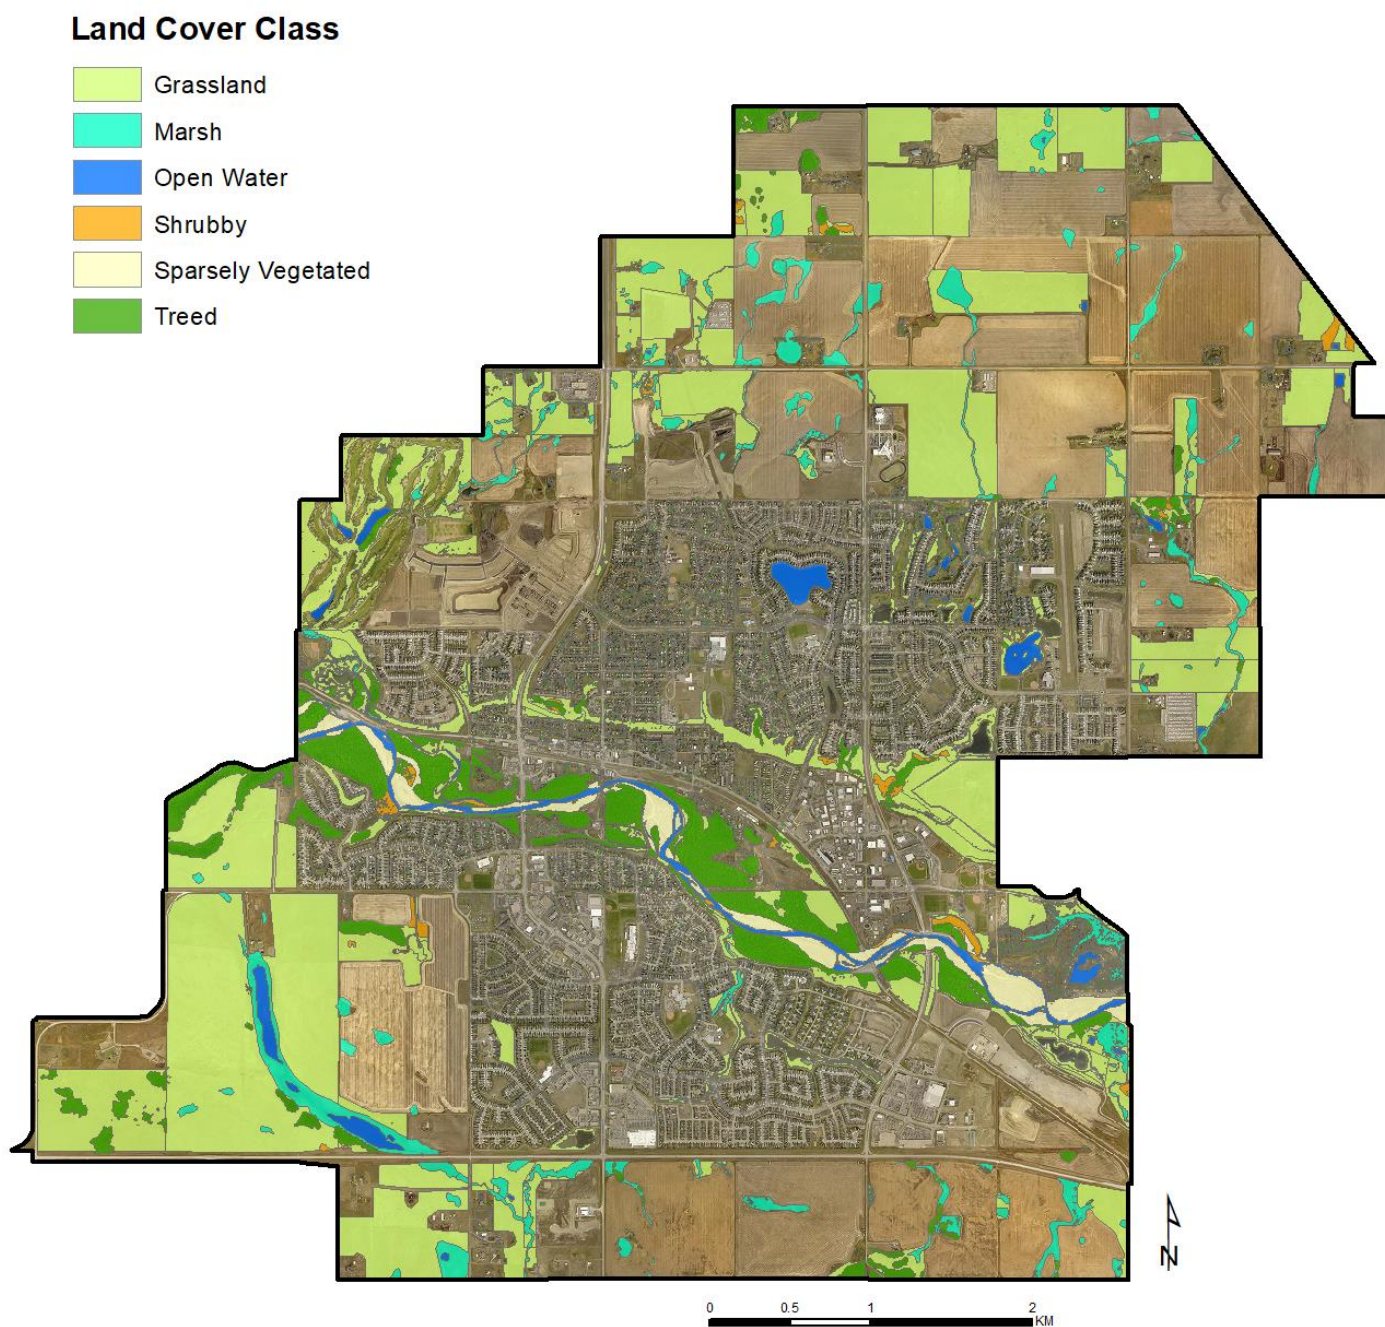 Land Cover Class
Grassland
Marsh
Open Water
Shrubby
Sparsely Vegetated
Treed
N
0 0.5 1 2
KM